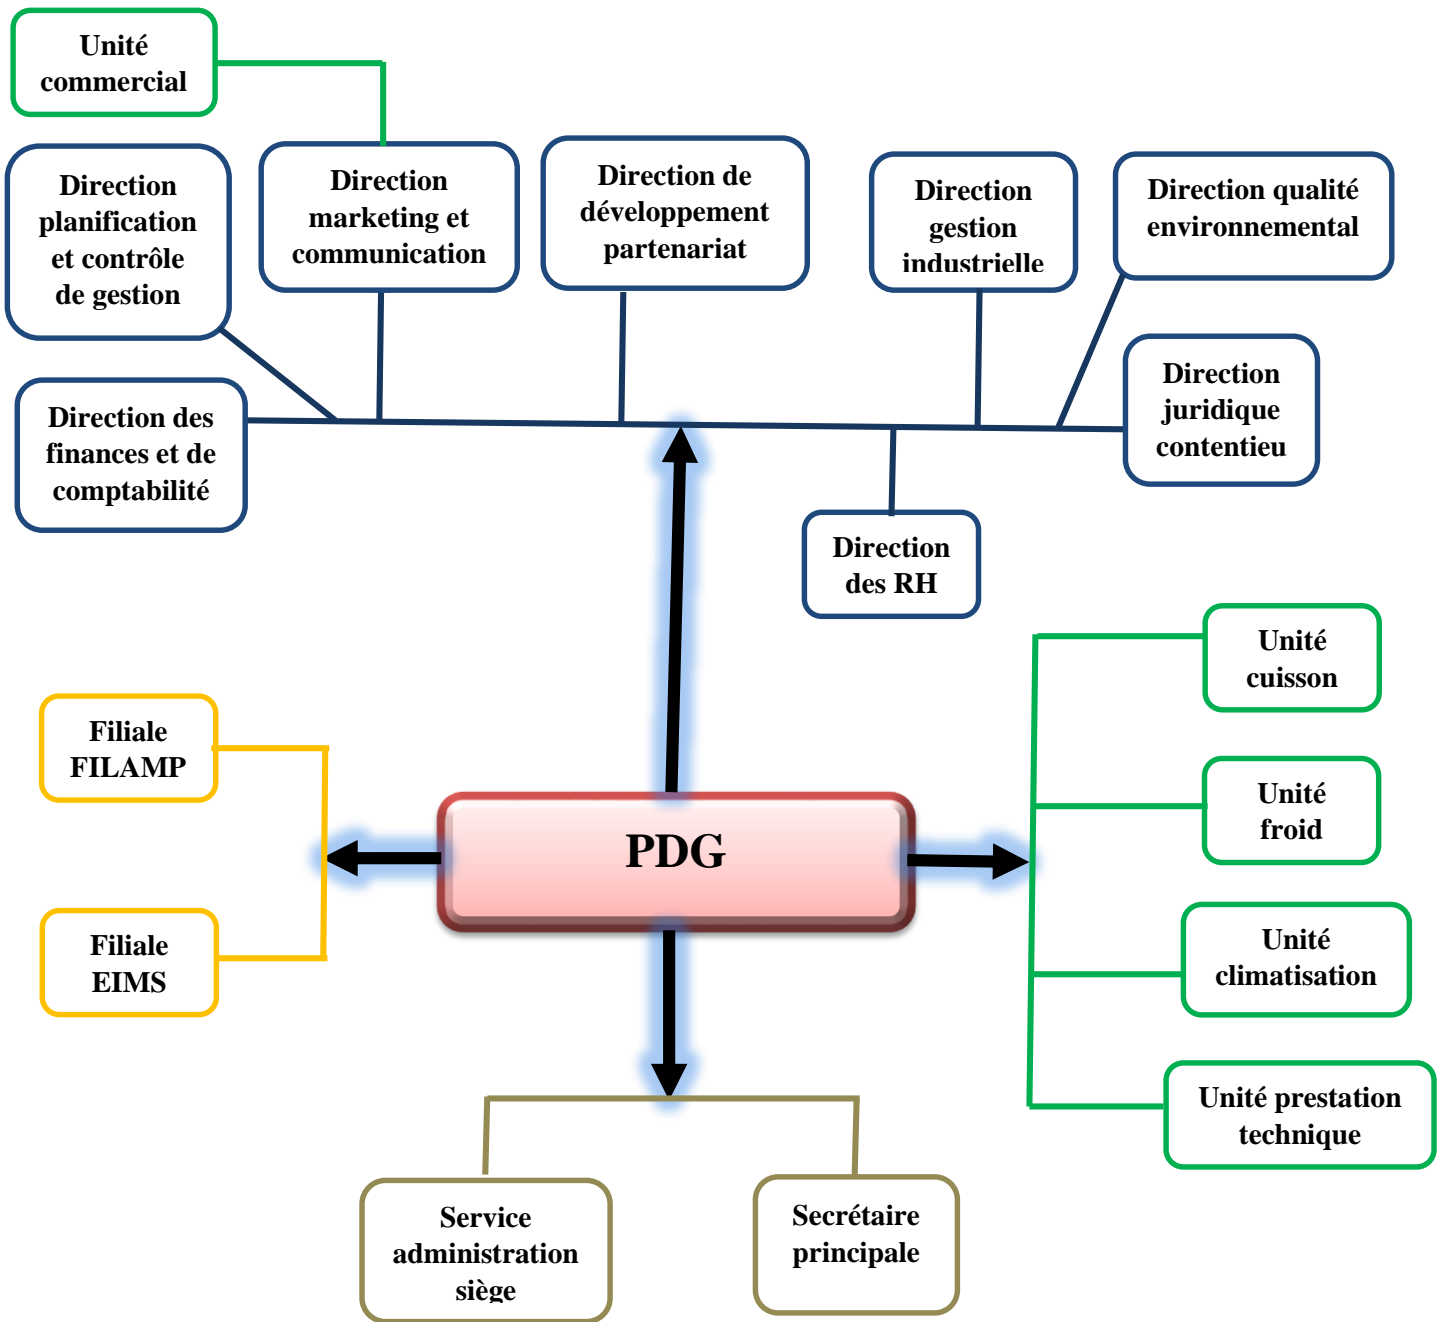 Unité
commercial
Direction
planification
et contrôle
de gestion
Direction
marketing et
communication
Direction de
développement
partenariat
Direction
gestion
industrielle
Direction qualité
environnemental
Direction des
finances et de
comptabilité
Direction
juridique
contentieu
Direction
des RH
Unité
cuisson
Filiale
FILAMP
Unité
froid
PDG
Filiale
EIMS
Unité
climatisation
Unité prestation
technique
Service
administration
siège
Secrétaire
principale